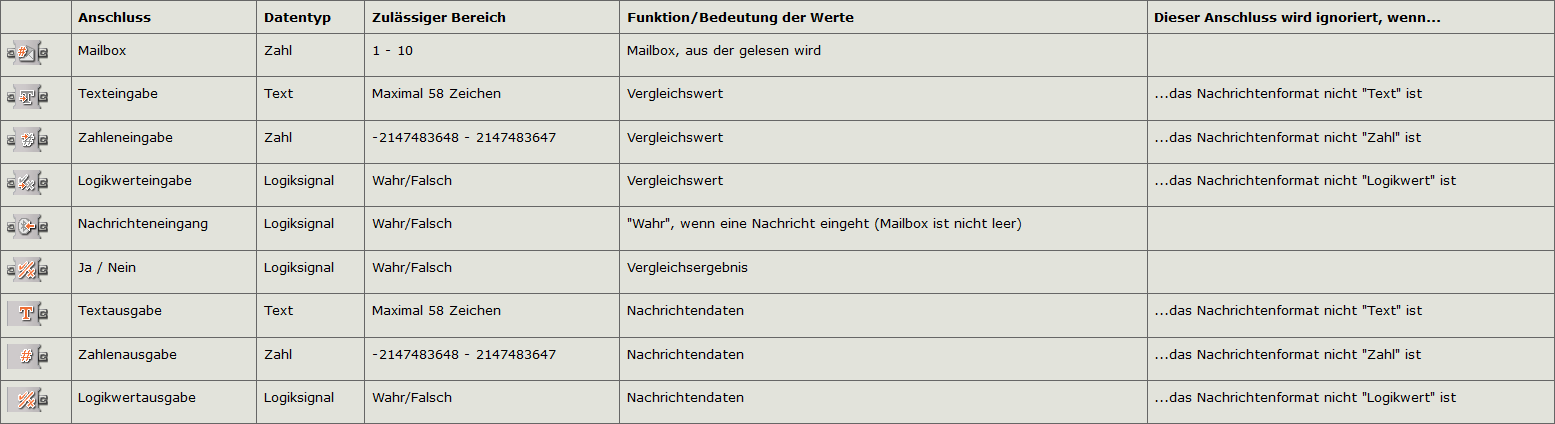 Anschluss Datentyp Zulässiger Bereich Funktion/Bedeutung der Werte Dieser Anschluss wird ignoriert, wenn...
Mailbox Zahl 1 - 10 Mailbox, aus der gelesen wird
Texteingabe Text Maximal 58 Zeichen Vergleichswert ...das Nachrichtenformat nicht "Text" ist
Zahleneingabe Zahl -2147483648 - 2147483647 Vergleichswert ...das Nachrichtenformat nicht "Zahl" ist
Logikwerteingabe Logiksignal Wahr/Falsch Vergleichswert ...das Nachrichtenformat nicht "Logikwert" ist
Nachrichteneingang Logiksignal Wahr/Falsch "Wahr", wenn eine Nachricht eingeht (Mailbox ist nicht leer)
Ja / Nein Logiksignal Wahr/Falsch Vergleichsergebnis
T Textausgabe Text Maximal 58 Zeichen Nachrichtendaten ...das Nachrichtenformat nicht "Text" ist
# Zahlenausgabe Zahl -2147483648 - 2147483647 Nachrichtendaten ...das Nachrichtenformat nicht "Zahl" ist
Logikwertausgabe Logiksignal Wahr/Falsch Nachrichtendaten ...das Nachrichtenformat nicht "Logikwert" ist